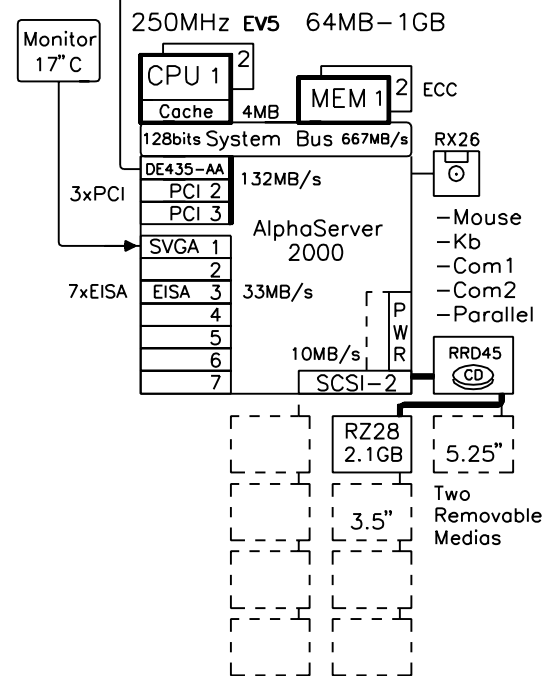 250MHz EV5 64MB-1GB
Monitor
17"C
CPU 1
2
Cache 4MB
MEM 1
2
ECC
128bits System Bus 667MB/s
RX26
DE435-AA
PCI 2
PCI 3
3xPCI
132MB/s
AlphaServer
2000
-Mouse
-Kb
-Com1
-Com2
-Parallel
SVGA 1
2
EISA 3
4
5
6
7
7xEISA
33MB/s
PWR
10MB/s
SCSI-2
RRD45
CD
RZ28
2.1GB
5.25"
3.5"
Two
Removable
Medias